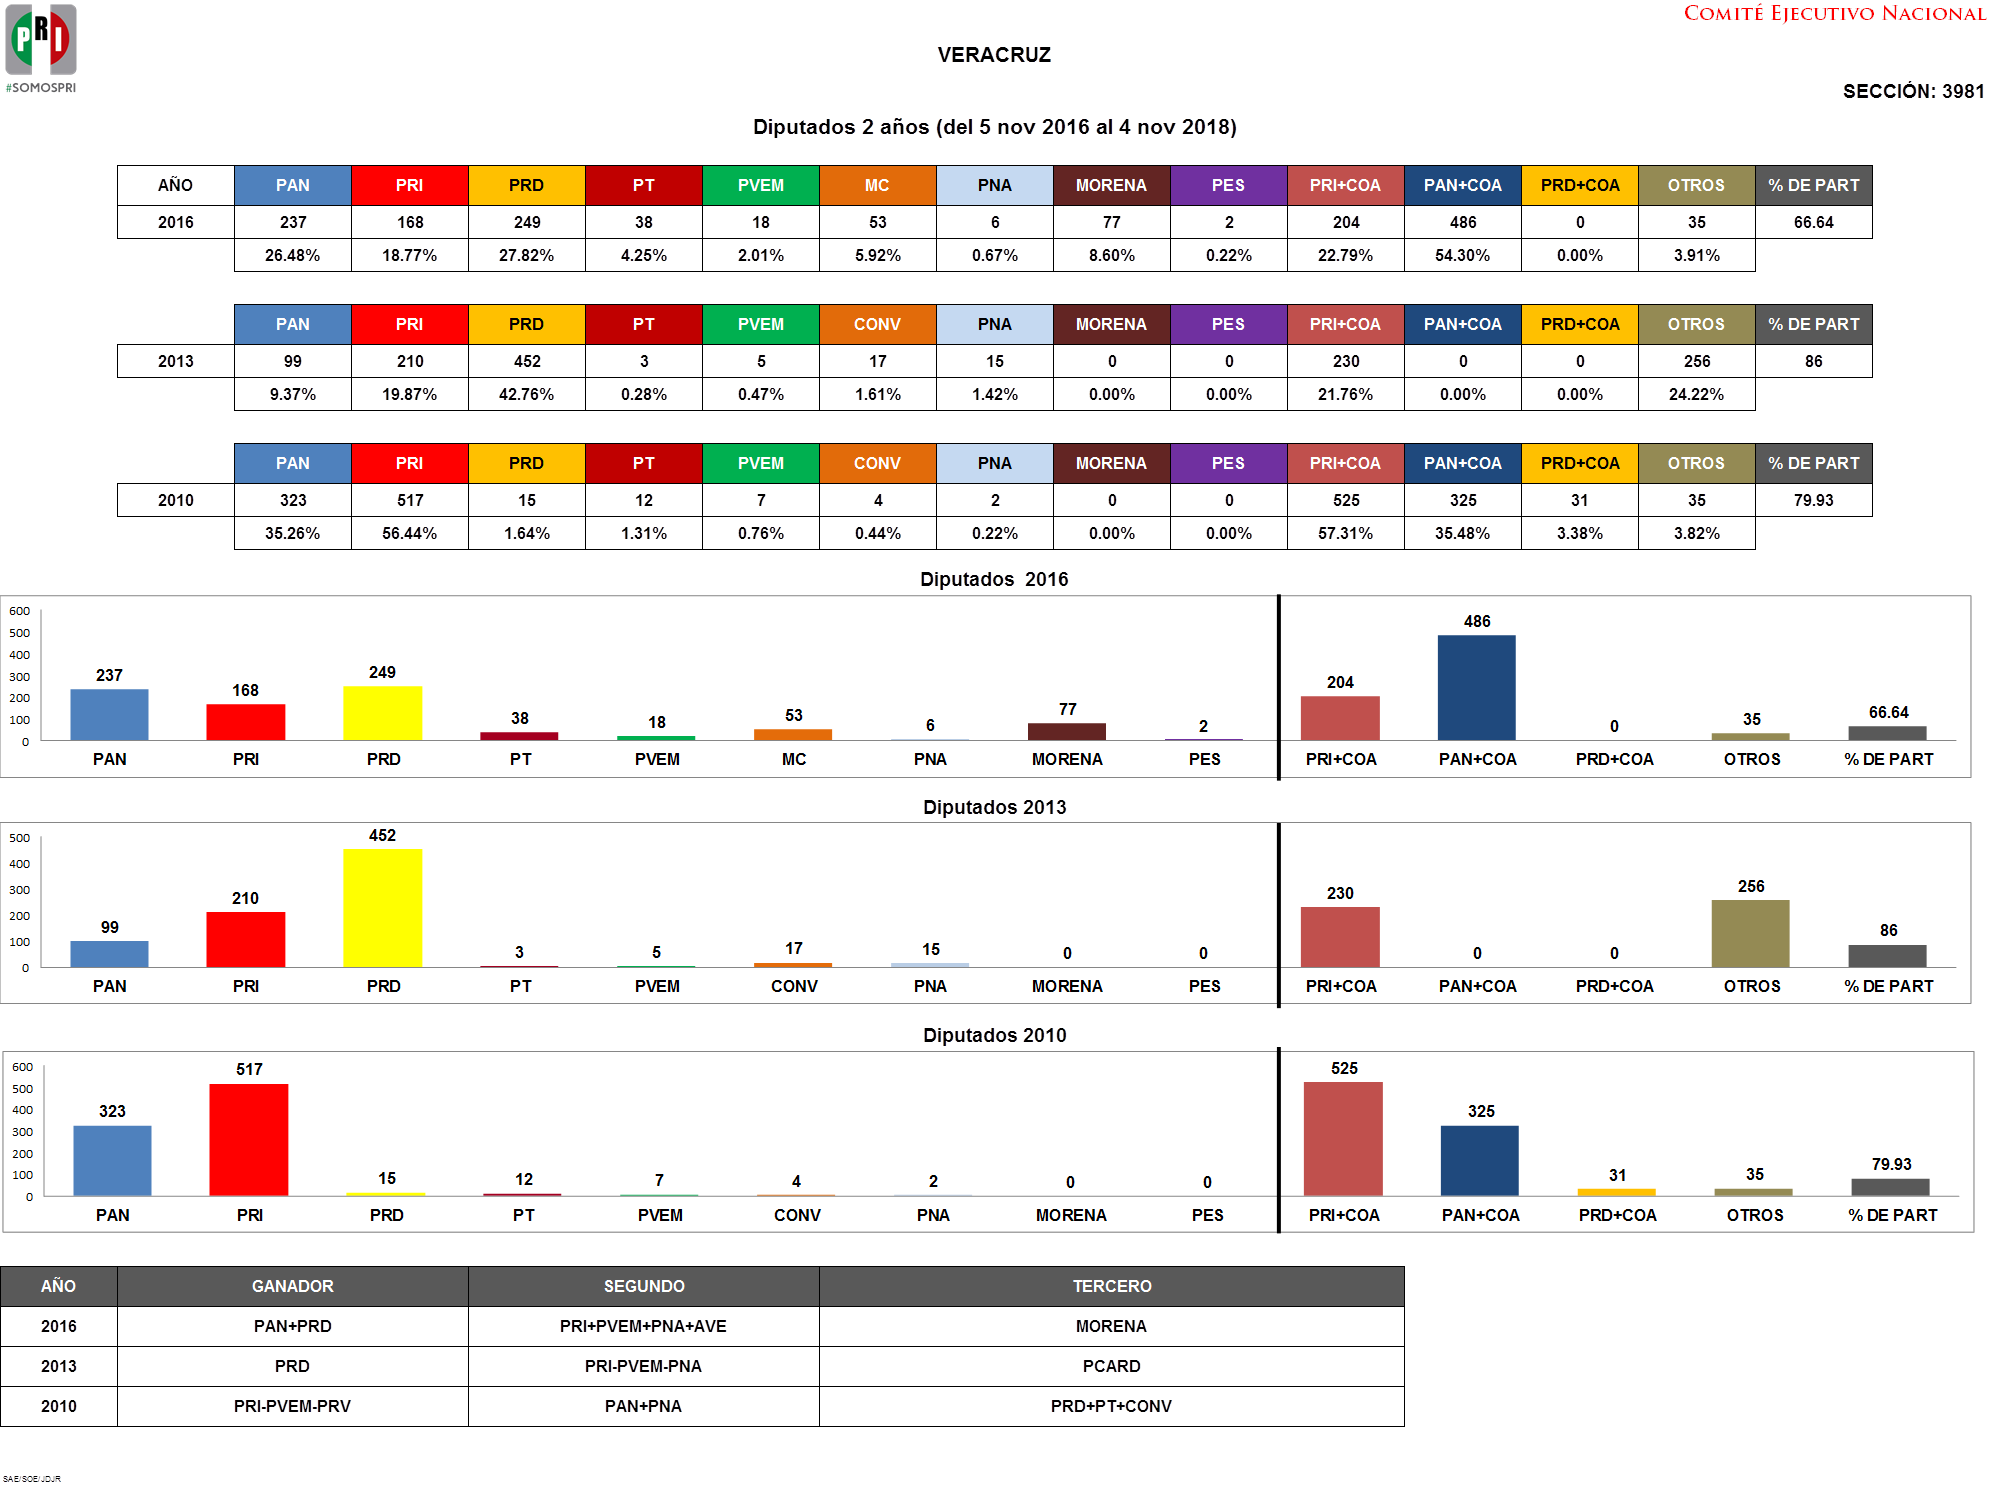 COMITÉ EJECUTIVO NACIONAL
PRI
#SOMOSPRI
VERACRUZ
SECCIÓN: 3981
Diputados 2 años (del 5 nov 2016 al 4 nov 2018)
AÑO PAN PRI PRD PT PVEM MC PNA MORENA PES PRI+COA PAN+COA PRD+COA OTROS % DE PART
2016 237 168 249 38 18 53 6 77 2 204 486 0 35 66.64
26.48% 18.77% 27.82% 4.25% 2.01% 5.92% 0.67% 8.60% 0.22% 22.79% 54.30% 0.00% 3.91%
PAN PRI PRD PT PVEM CONV PNA MORENA PES PRI+COA PAN+COA PRD+COA OTROS % DE PART
2013 99 210 452 3 5 17 15 0 0 230 0 0 256 86
9.37% 19.87% 42.76% 0.28% 0.47% 1.61% 1.42% 0.00% 0.00% 21.76% 0.00% 0.00% 24.22%
PAN PRI PRD PT PVEM CONV PNA MORENA PES PRI+COA PAN+COA PRD+COA OTROS % DE PART
2010 323 517 15 12 7 4 2 0 0 525 325 31 35 79.93
35.26% 56.44% 1.64% 1.31% 0.76% 0.44% 0.22% 0.00% 0.00% 57.31% 35.48% 3.38% 3.82%
Diputados 2016
600
500
400
300
200
100
0
237 168 249 38 18 53 6 77 2 204 486 0 35 66.64
PAN PRI PRD PT PVEM MC PNA MORENA PES PRI+COA PAN+COA PRD+COA OTROS % DE PART
Diputados 2013
500
400
300
200
100
0
99 210 452 3 5 17 15 0 0 230 0 0 256 86
PAN PRI PRD PT PVEM CONV PNA MORENA PES PRI+COA PAN+COA PRD+COA OTROS % DE PART
Diputados 2010
600
500
400
300
200
100
0
323 517 15 12 7 4 2 0 0 525 325 31 35 79.93
PAN PRI PRD PT PVEM CONV PNA MORENA PES PRI+COA PAN+COA PRD+COA OTROS % DE PART
AÑO GANADOR SEGUNDO TERCERO
2016 PAN+PRD PRI+PVEM+PNA+AVE MORENA
2013 PRD PRI-PVEM-PNA PCARD
2010 PRI-PVEM-PRV PAN+PNA PRD+PT+CONV
SAE/SOE/JDJR